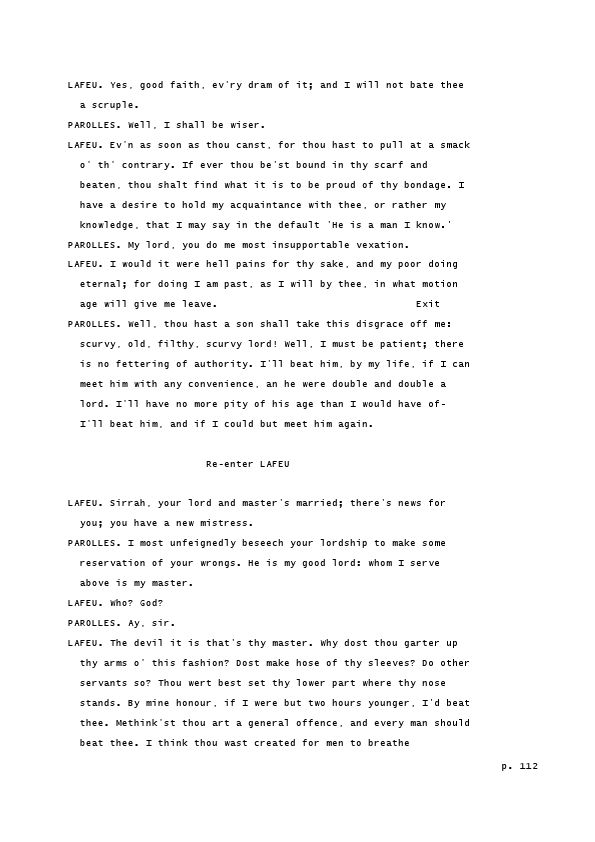 LAFEU. Yes, good faith, ev'ry dram of it; and I will not bate thee
a scruple.
PAROLLES. Well, I shall be wiser.
LAFEU. Ev'n as soon as thou canst, for thou hast to pull at a smack
o' th' contrary. If ever thou be'st bound in thy scarf and
beaten, thou shalt find what it is to be proud of thy bondage. I
have a desire to hold my acquaintance with thee, or rather my
knowledge, that I may say in the default 'He is a man I know.'
PAROLLES. My lord, you do me most insupportable vexation.
LAFEU. I would it were hell pains for thy sake, and my poor doing
eternal; for doing I am past, as I will by thee, in what motion
age will give me leave. Exit
PAROLLES. Well, thou hast a son shall take this disgrace off me:
scurvy, old, filthy, scurvy lord! Well, I must be patient; there
is no fettering of authority. I'll beat him, by my life, if I can
meet him with any convenience, an he were double and double a
lord. I'll have no more pity of his age than I would have of-
I'll beat him, and if I could but meet him again.
Re-enter LAFEU
LAFEU. Sirrah, your lord and master's married; there's news for
you; you have a new mistress.
PAROLLES. I most unfeignedly beseech your lordship to make some
reservation of your wrongs. He is my good lord: whom I serve
above is my master.
LAFEU. Who? God?
PAROLLES. Ay, sir.
LAFEU. The devil it is that's thy master. Why dost thou garter up
thy arms o' this fashion? Dost make hose of thy sleeves? Do other
servants so? Thou wert best set thy lower part where thy nose
stands. By mine honour, if I were but two hours younger, I'd beat
thee. Methink'st thou art a general offence, and every man should
beat thee. I think thou wast created for men to breathe
p. 112